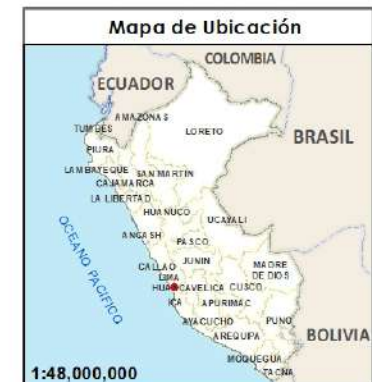 Mapa de Ubicación
COLOMBIA
ECUADOR
AMAZONAS
TUMBES
LORETO
BRASIL
PIURA
LAMBAYEQUE SAN MARTIN
CAJAMARCA
LA LIBERTAD
HUANUCO
UCAYALI
ANCASH
PASCO
OCEANO PACIFICO
JUNIN
CALLAO
LIMA
MADRE
DE DIOS
HUANCAVELICA CUSCO
ICA
APURIMAC
AYACUCHO
PUNO
AREQUIPA
BOLIVIA
MOQUEGUA
TACNA
1:48,000,000